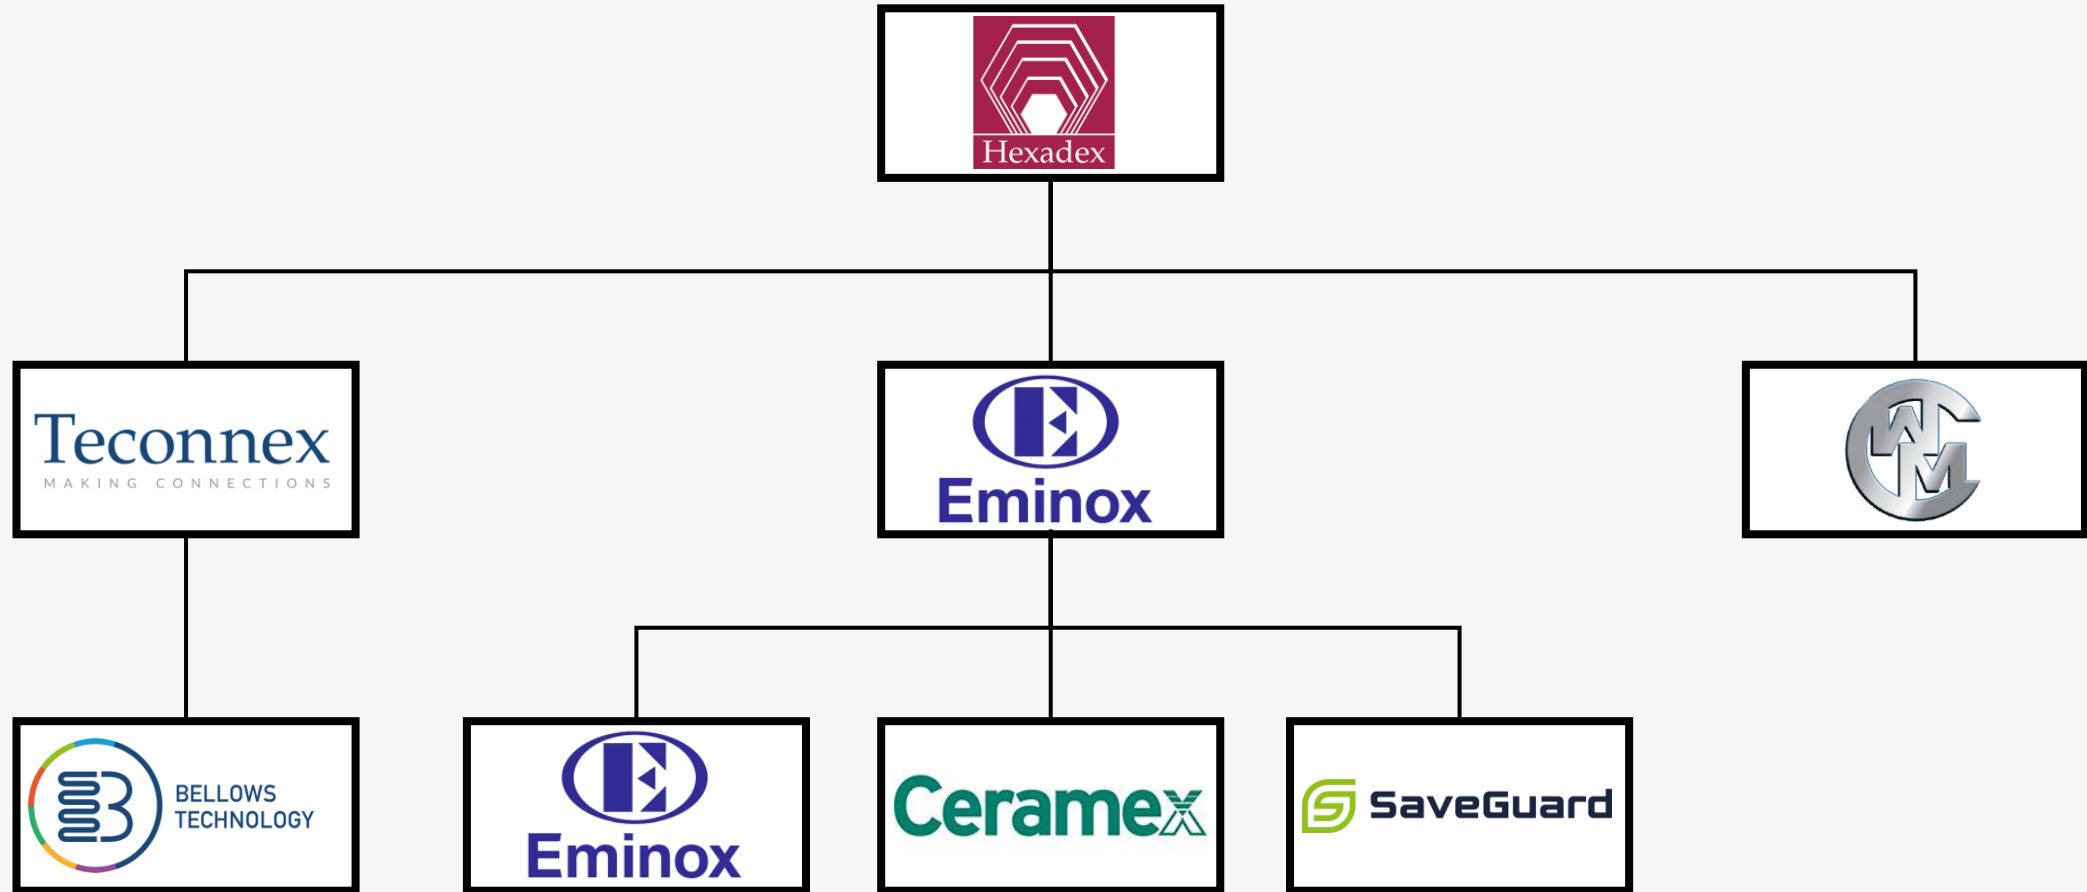 Hexadex
Teconnex
MAKING CONNECTIONS
Eminox
BELLOWS
TECHNOLOGY
Eminox
Ceramex
SaveGuard